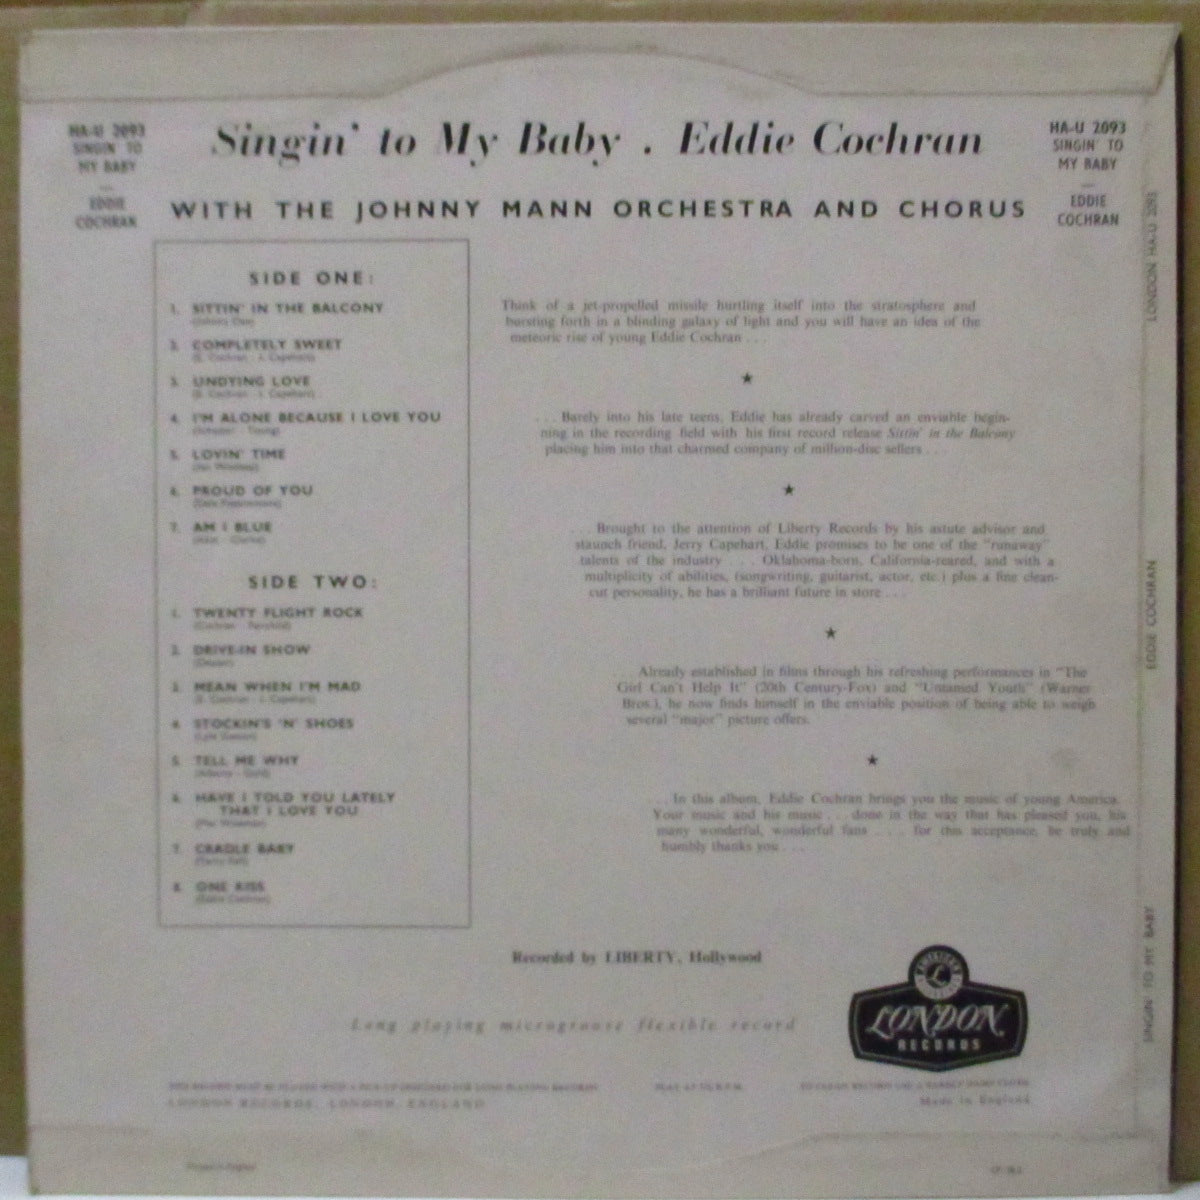 HA-U 2093
SINGIN' TO
MY BABY
—
EDDIE
COCHRAN
Singin' to My Baby . Eddie Cochran
HA-U 2093
SINGIN' TO
MY BABY
—
EDDIE
COCHRAN
WITH THE JOHNNY MANN ORCHESTRA AND CHORUS
SIDE ONE:
1. SITTIN' IN THE BALCONY
2. COMPLETELY SWEET
(E. Cochran - J. Capehart)
3. UNDYING LOVE
(E. Cochran - J. Capehart)
4. I'M ALONE BECAUSE I LOVE YOU
5. LOVIN' TIME
6. PROUD OF YOU
7. AM I BLUE
SIDE TWO:
1. TWENTY FLIGHT ROCK
(Cochran - Fairchild)
2. DRIVE-IN SHOW
3. MEAN WHEN I'M MAD
(E. Cochran - J. Capehart)
4. STOCKIN'S 'N' SHOES
5. TELL ME WHY
6. HAVE I TOLD YOU LATELY
THAT I LOVE YOU
7. CRADLE BABY
8. ONE KISS
(Eddie Cochran)
Think of a jet-propelled missile hurtling itself into the stratosphere and
bursting forth in a blinding galaxy of light and you will have an idea of the
meteoric rise of young Eddie Cochran . . .
★
. . . Barely into his late teens, Eddie has already carved an enviable begin-
ning in the recording field with his first record release Sittin' in the Balcony
placing him into that charmed company of million-disc sellers . . .
★
. . . Brought to the attention of Liberty Records by his astute advisor and
staunch friend, Jerry Capehart, Eddie promises to be one of the "runaway"
talents of the industry . . . Oklahoma-born, California-reared, and with a
multiplicity of abilities, (songwriting, guitarist, actor, etc.) plus a fine clean-
cut personality, he has a brilliant future in store . . .
★
. . . Already established in films through his refreshing performances in "The
Girl Can't Help It" (20th Century-Fox) and "Untamed Youth" (Warner
Bros.), he now finds himself in the enviable position of being able to weigh
several "major" picture offers.
★
. . . In this album, Eddie Cochran brings you the music of young America.
Your music and his music . . . done in the way that has pleased you, his
many wonderful, wonderful fans . . . . for this acceptance, he truly and
humbly thanks you . . .
Recorded by LIBERTY, Hollywood
Long playing microgroove flexible record
LONDON
RECORDS
LONDON RECORDS, LONDON, ENGLAND
Made in England
LONDON HA-U 2093
EDDIE COCHRAN
SINGIN' TO MY BABY